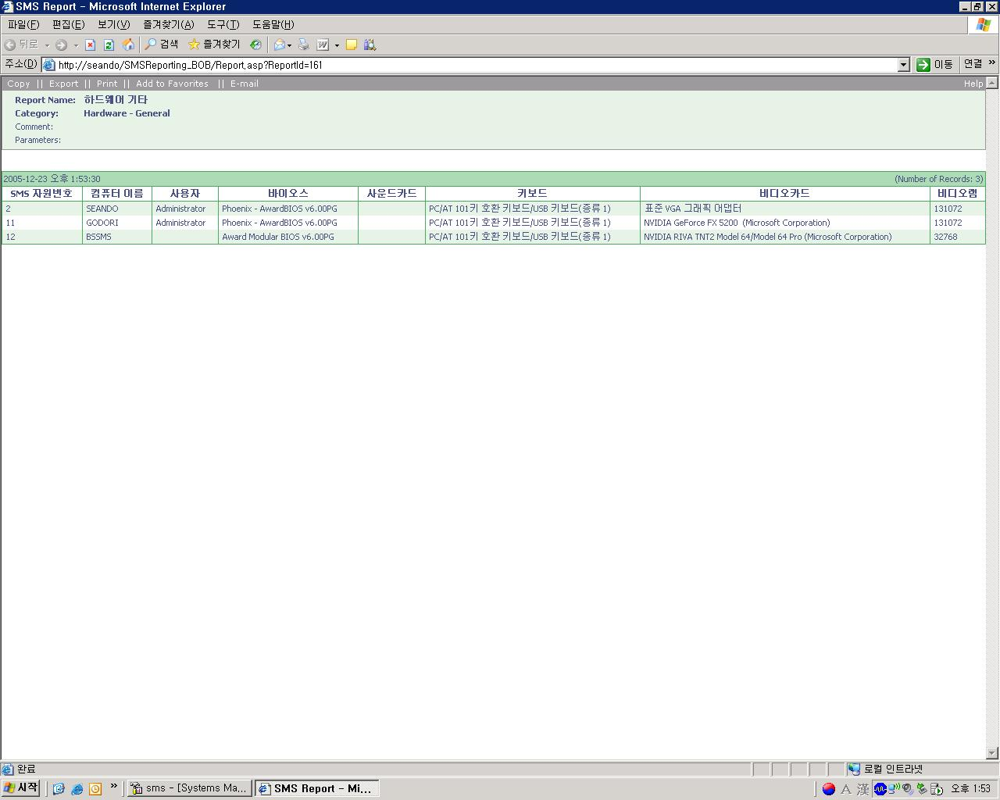 SMS Report - Microsoft Internet Explorer
파일(F) 편집(E) 보기(V) 즐겨찾기(A) 도구(T) 도움말(H)
뒤로 검색 즐겨찾기
주소(D) http://seando/SMSReporting_BOB/Report.asp?ReportId=161 이동 연결 »
Copy || Export || Print || Add to Favorites || E-mail Help
Report Name: 하드웨어 기타
Category: Hardware - General
Comment:
Parameters:
2005-12-23 오후 1:53:30 (Number of Records: 3)
SMS 자원번호 컴퓨터 이름 사용자 바이오스 사운드카드 키보드 비디오카드 비디오램
2 SEANDO Administrator Phoenix - AwardBIOS v6.00PG PC/AT 101키 호환 키보드/USB 키보드(종류 1) 표준 VGA 그래픽 어댑터 131072
11 GODORI Administrator Phoenix - AwardBIOS v6.00PG PC/AT 101키 호환 키보드/USB 키보드(종류 1) NVIDIA GeForce FX 5200 (Microsoft Corporation) 131072
12 BSSMS Award Modular BIOS v6.00PG PC/AT 101키 호환 키보드/USB 키보드(종류 1) NVIDIA RIVA TNT2 Model 64/Model 64 Pro (Microsoft Corporation) 32768
완료 로컬 인트라넷
시작 » sms - [Systems Ma... SMS Report - Mi... A 漢 오후 1:53